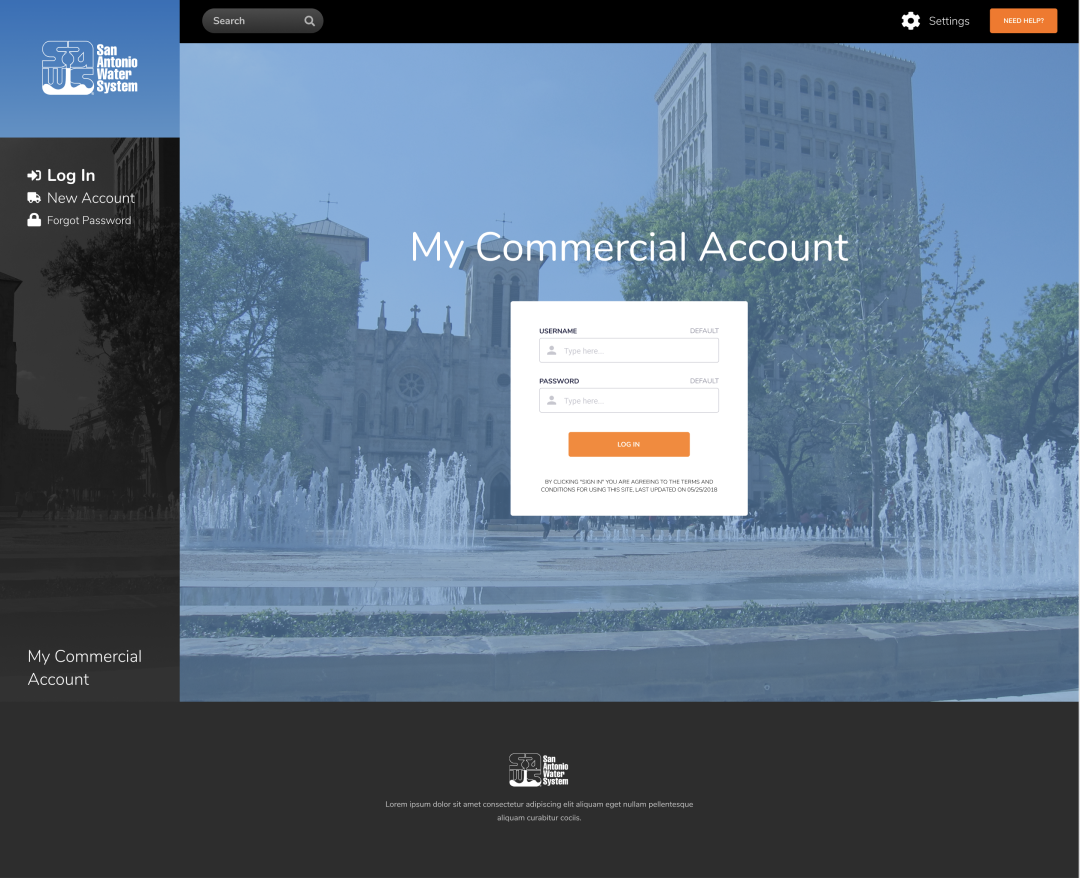 Search
Settings
NEED HELP?
San
Antonio
Water
System
Log In
New Account
Forgot Password
My Commercial Account
USERNAME DEFAULT
Type here...
PASSWORD DEFAULT
Type here...
LOG IN
BY CLICKING "SIGN IN" YOU ARE AGREEING TO THE TERMS AND
CONDITIONS FOR USING THIS SITE, LAST UPDATED ON 05/25/2018
My Commercial
Account
San
Antonio
Water
System
Lorem ipsum dolor sit amet consectetur adipiscing elit aliquam eget nullam pellentesque
aliquam curabitur cociis.